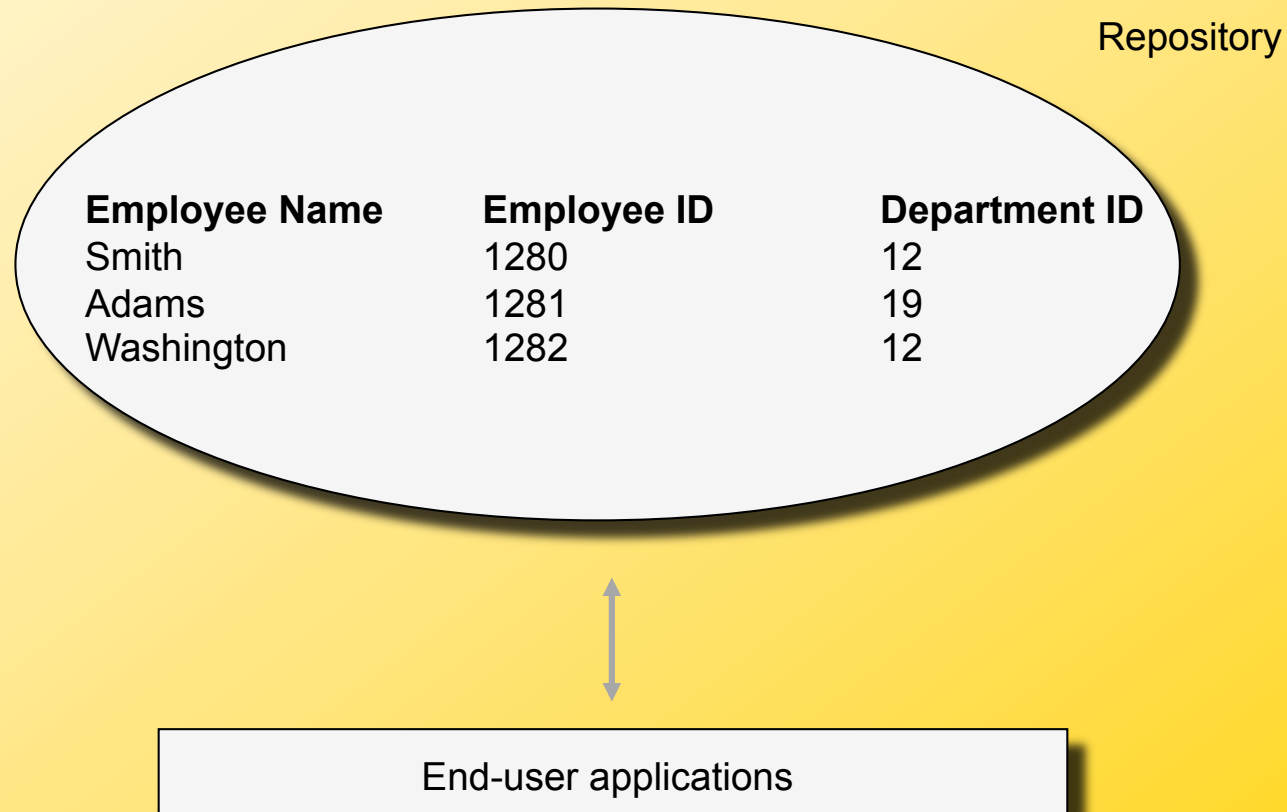 Repository
Employee Name Employee ID Department ID
Smith 1280 12
Adams 1281 19
Washington 1282 12
End-user applications